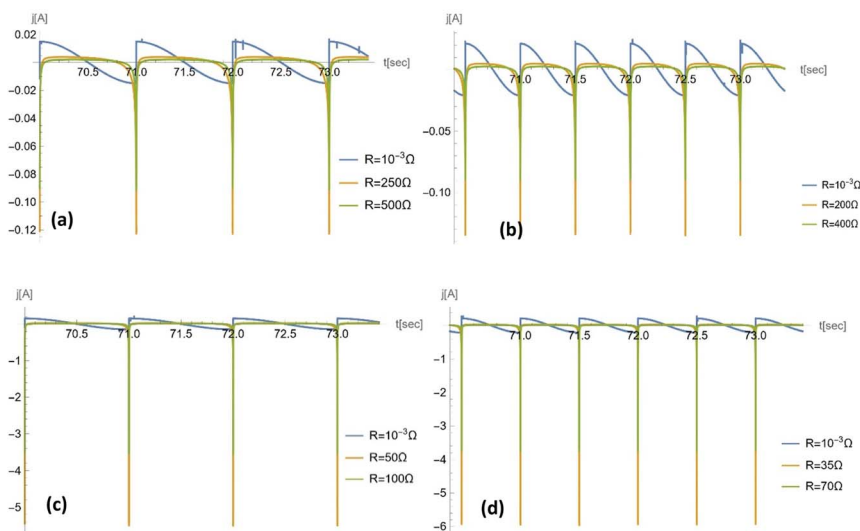 j[A]
0.02
t[sec]
70.5 71.0 71.5 72.0 72.5 73.0
-0.02
-0.04
-0.06
-0.08
-0.10
-0.12
R=10⁻³Ω
R=250Ω
R=500Ω
(a)
j[A]
t[sec]
71.0 71.5 72.0 72.5 73.0
-0.05
-0.10
R=10⁻³Ω
R=200Ω
R=400Ω
(b)
j[A]
t[sec]
70.5 71.0 71.5 72.0 72.5 73.0
-1
-2
-3
-4
-5
R=10⁻³Ω
R=50Ω
R=100Ω
(c)
j[A]
t[sec]
71.0 71.5 72.0 72.5 73.0
-1
-2
-3
-4
-5
-6
R=10⁻³Ω
R=35Ω
R=70Ω
(d)